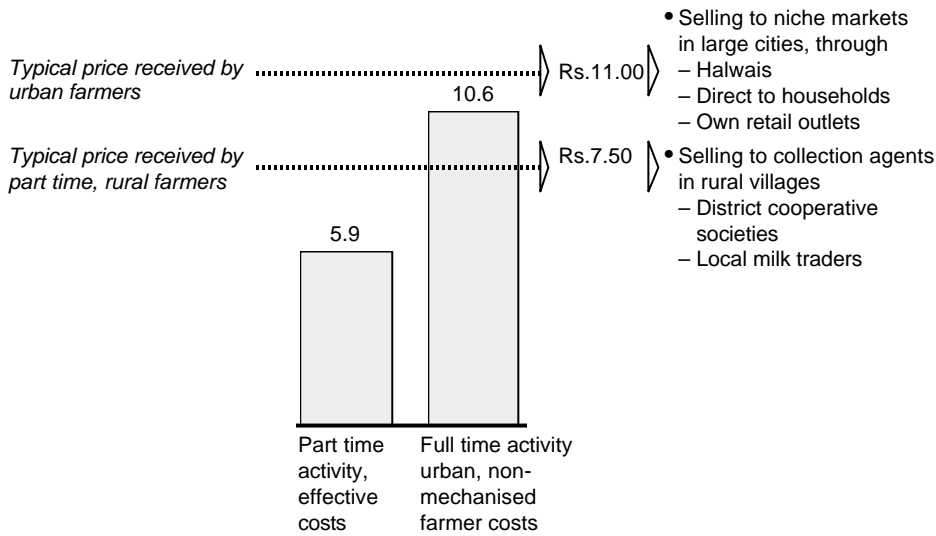 Typical price received by
urban farmers
Rs.11.00
• Selling to niche markets
in large cities, through
– Halwais
– Direct to households
– Own retail outlets
10.6
Typical price received by
part time, rural farmers
Rs.7.50
• Selling to collection agents
in rural villages
– District cooperative
societies
– Local milk traders
5.9
Part time
activity,
effective
costs
Full time activity
urban, non-
mechanised
farmer costs